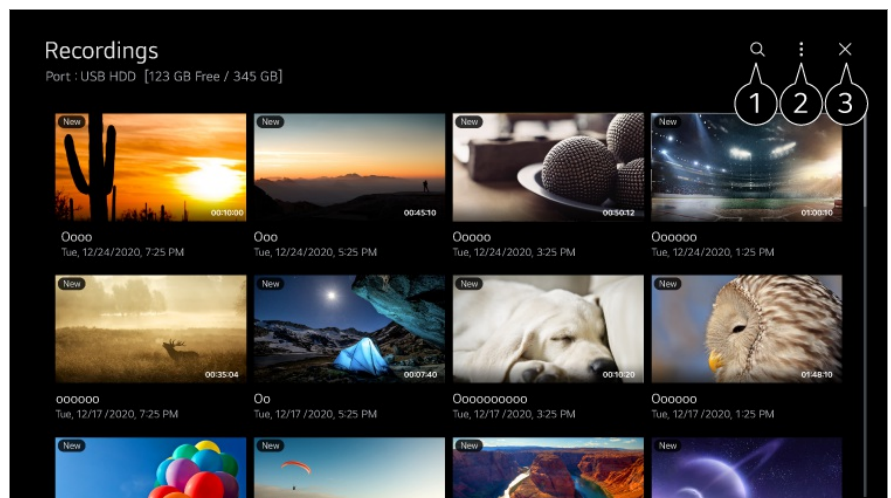 Recordings
Port : USB HDD [123 GB Free / 345 GB]
1 2 3
New New New New
00:10:00 00:45:10 00:50:12 01:00:10
Oooo Ooo Ooooo Oooooo
Tue, 12/24/2020, 7:25 PM Tue, 12/24/2020, 5:25 PM Tue, 12/24/2020, 3:25 PM Tue, 12/24/2020, 1:25 PM
New New New New
00:35:04 00:07:40 00:10:20 01:48:10
oooooo Oo Oooooooooo Oooooo
Tue, 12/17/2020, 7:25 PM Tue, 12/17/2020, 5:25 PM Tue, 12/17/2020, 3:25 PM Tue, 12/17/2020, 1:25 PM
New New New New